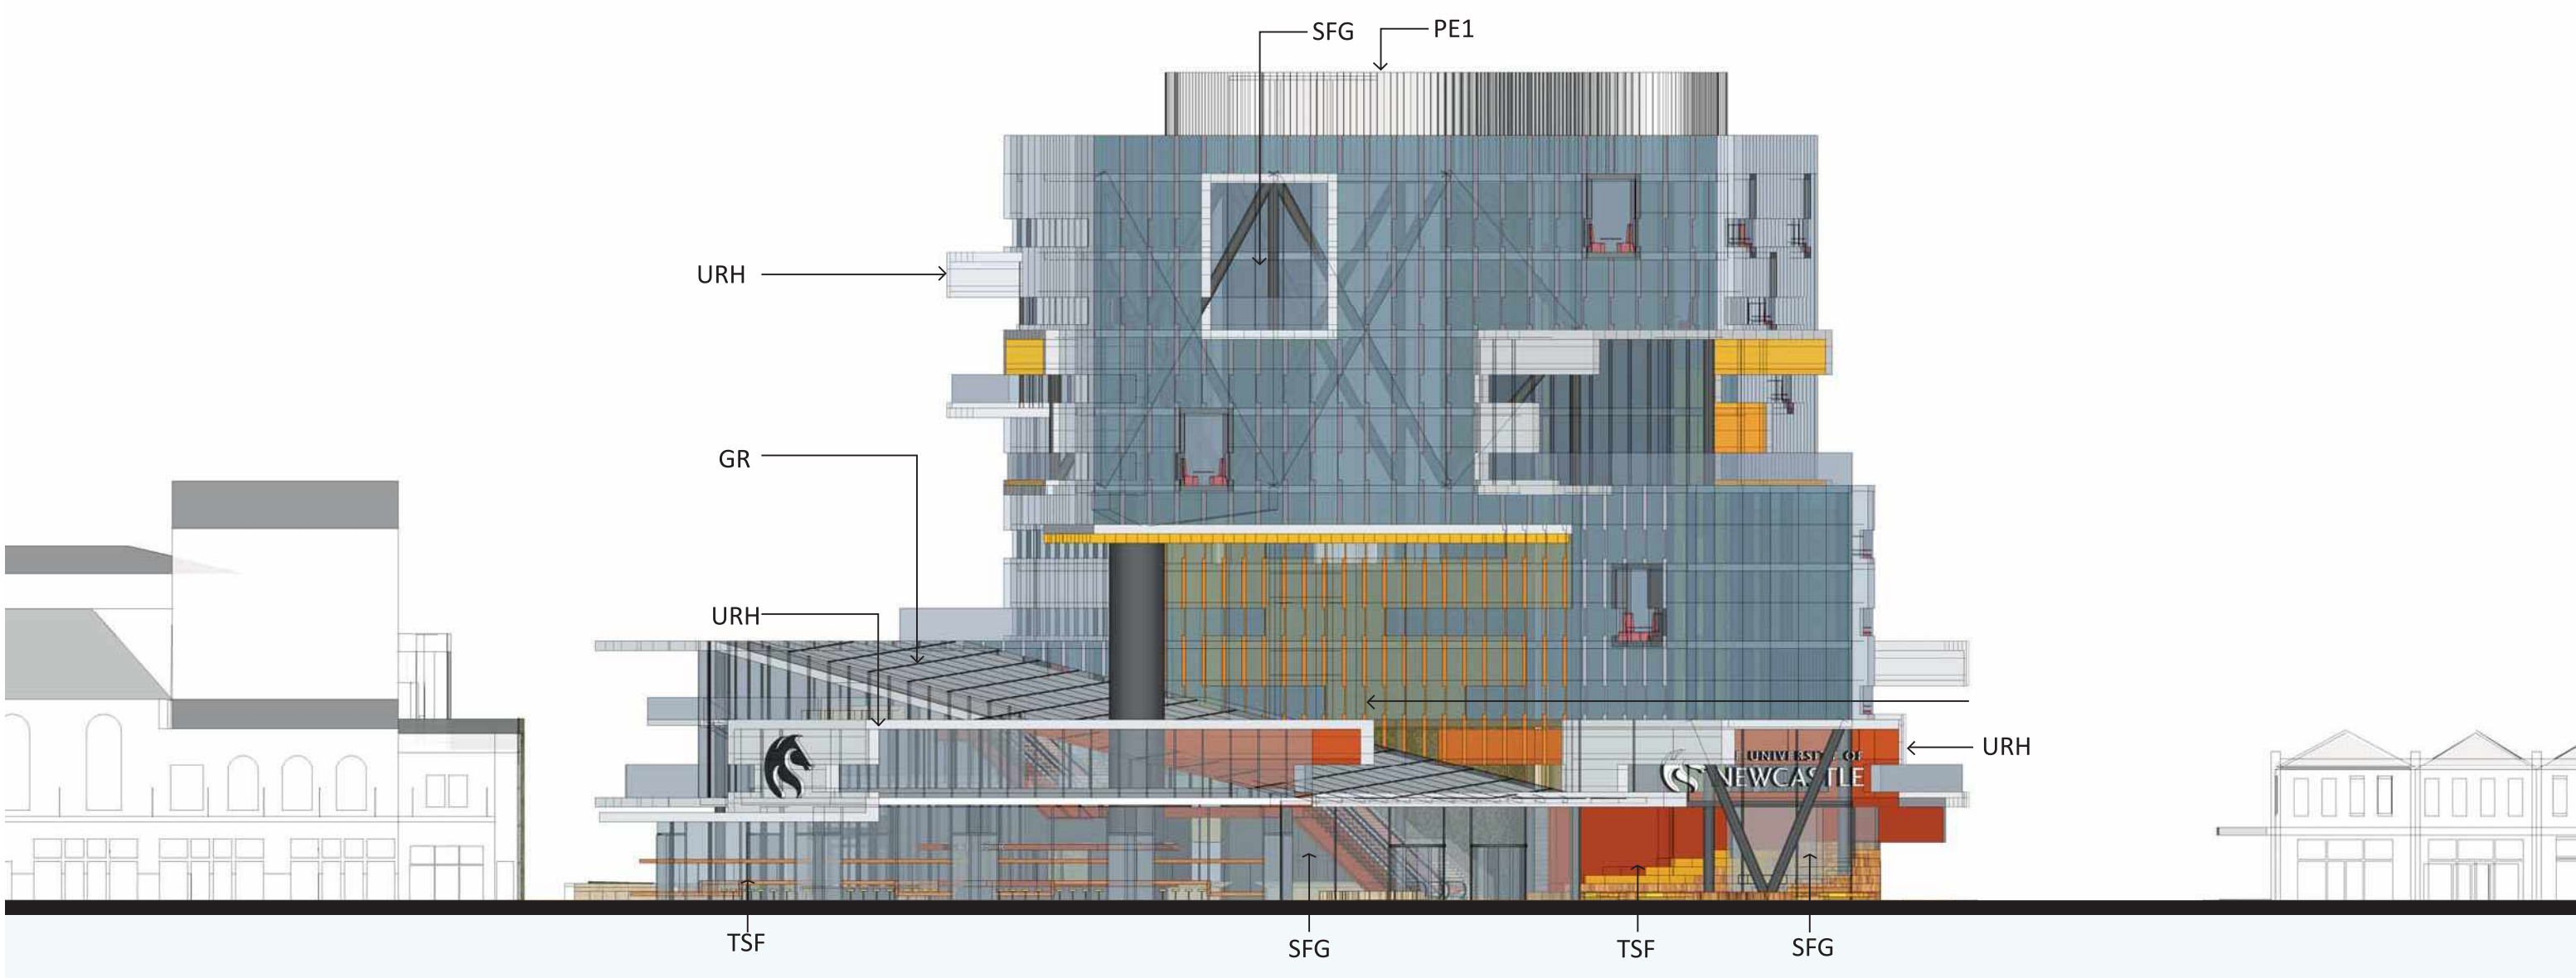 SFG
PE1
URH
GR
URH
URH
UNIVERSITY OF
NEWCASTLE
TSF
SFG
TSF
SFG